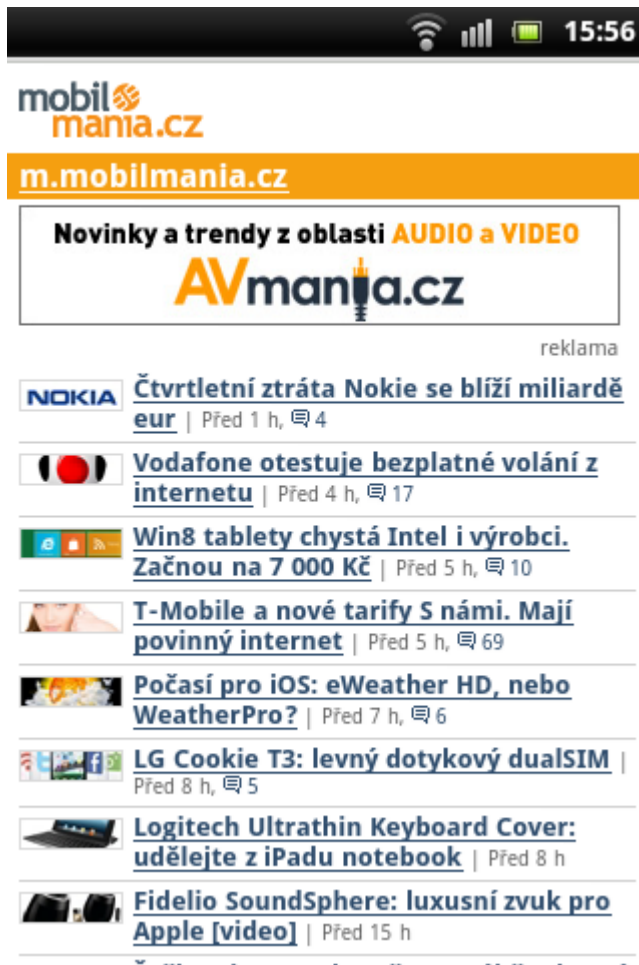 15:56
mobil
mania.cz
m.mobilmania.cz
Novinky a trendy z oblasti AUDIO a VIDEO
AVmania.cz
reklama
NOKIA
Čtvrtletní ztráta Nokie se blíží miliardě
eur | Před 1 h, 4
Vodafone otestuje bezplatné volání z
internetu | Před 4 h, 17
Win8 tablety chystá Intel i výrobci.
Začnou na 7 000 Kč | Před 5 h, 10
T-Mobile a nové tarify S námi. Mají
povinný internet | Před 5 h, 69
Počasí pro iOS: eWeather HD, nebo
WeatherPro? | Před 7 h, 6
LG Cookie T3: levný dotykový dualSIM |
Před 8 h, 5
Logitech Ultrathin Keyboard Cover:
udělejte z iPadu notebook | Před 8 h
Fidelio SoundSphere: luxusní zvuk pro
Apple [video] | Před 15 h